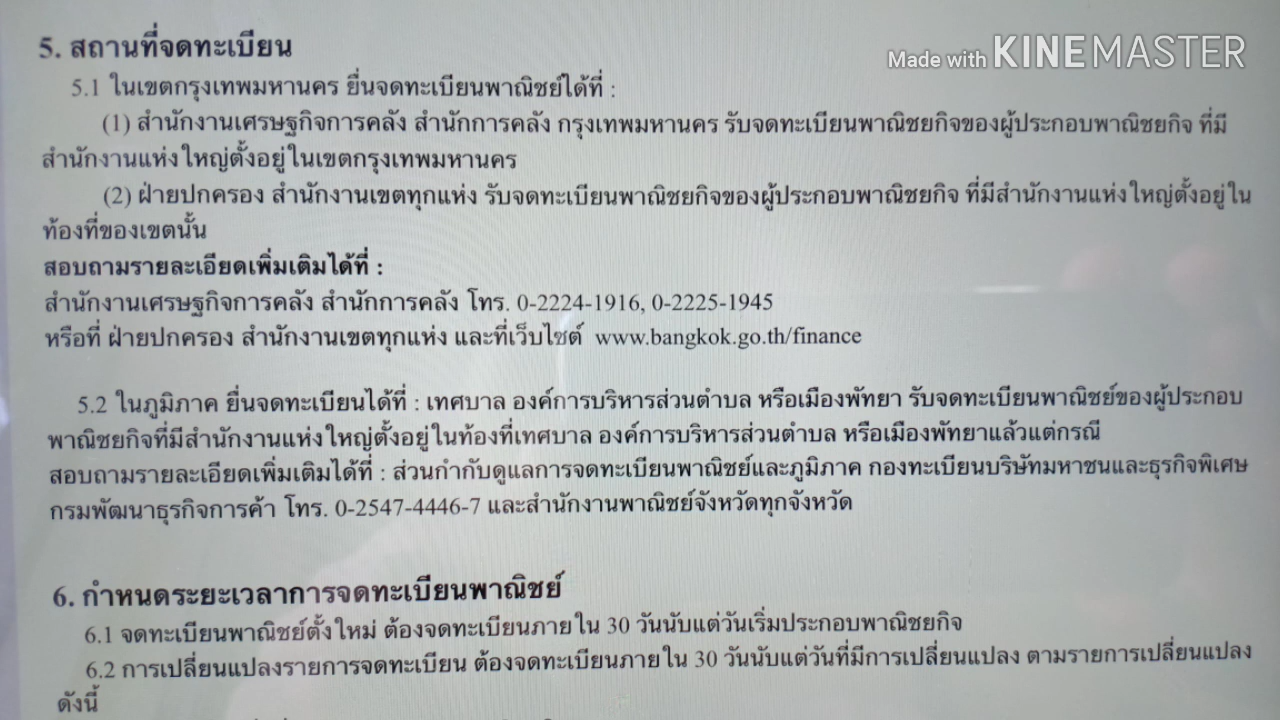 5. สถานที่จดทะเบียน
Made with KINEMASTER
5.1 ในเขตกรุงเทพมหานคร ยื่นจดทะเบียนพาณิชย์ได้ที่ :
(1) สำนักงานเศรษฐกิจการคลัง สำนักการคลัง กรุงเทพมหานคร รับจดทะเบียนพาณิชยกิจของผู้ประกอบพาณิชยกิจ ที่มี
สำนักงานแห่งใหญ่ตั้งอยู่ในเขตกรุงเทพมหานคร
(2) ฝ่ายปกครอง สำนักงานเขตทุกแห่ง รับจดทะเบียนพาณิชยกิจของผู้ประกอบพาณิชยกิจ ที่มีสำนักงานแห่งใหญ่ตั้งอยู่ใน
ท้องที่ของเขตนั้น
สอบถามรายละเอียดเพิ่มเติมได้ที่ :
สำนักงานเศรษฐกิจการคลัง สำนักการคลัง โทร. 0-2224-1916, 0-2225-1945
หรือที่ ฝ่ายปกครอง สำนักงานเขตทุกแห่ง และที่เว็บไซต์ www.bangkok.go.th/finance
5.2 ในภูมิภาค ยื่นจดทะเบียนได้ที่ : เทศบาล องค์การบริหารส่วนตำบล หรือเมืองพัทยา รับจดทะเบียนพาณิชย์ของผู้ประกอบ
พาณิชยกิจที่มีสำนักงานแห่งใหญ่ตั้งอยู่ในท้องที่เทศบาล องค์การบริหารส่วนตำบล หรือเมืองพัทยาแล้วแต่กรณี
สอบถามรายละเอียดเพิ่มเติมได้ที่ : ส่วนกำกับดูแลการจดทะเบียนพาณิชย์และภูมิภาค กองทะเบียนบริษัทมหาชนและธุรกิจพิเศษ
กรมพัฒนาธุรกิจการค้า โทร. 0-2547-4446-7 และสำนักงานพาณิชย์จังหวัดทุกจังหวัด
6. กำหนดระยะเวลาการจดทะเบียนพาณิชย์
6.1 จดทะเบียนพาณิชย์ตั้งใหม่ ต้องจดทะเบียนภายใน 30 วันนับแต่วันเริ่มประกอบพาณิชยกิจ
6.2 การเปลี่ยนแปลงรายการจดทะเบียน ต้องจดทะเบียนภายใน 30 วันนับแต่วันที่มีการเปลี่ยนแปลง ตามรายการเปลี่ยนแปลง
ดังนี้